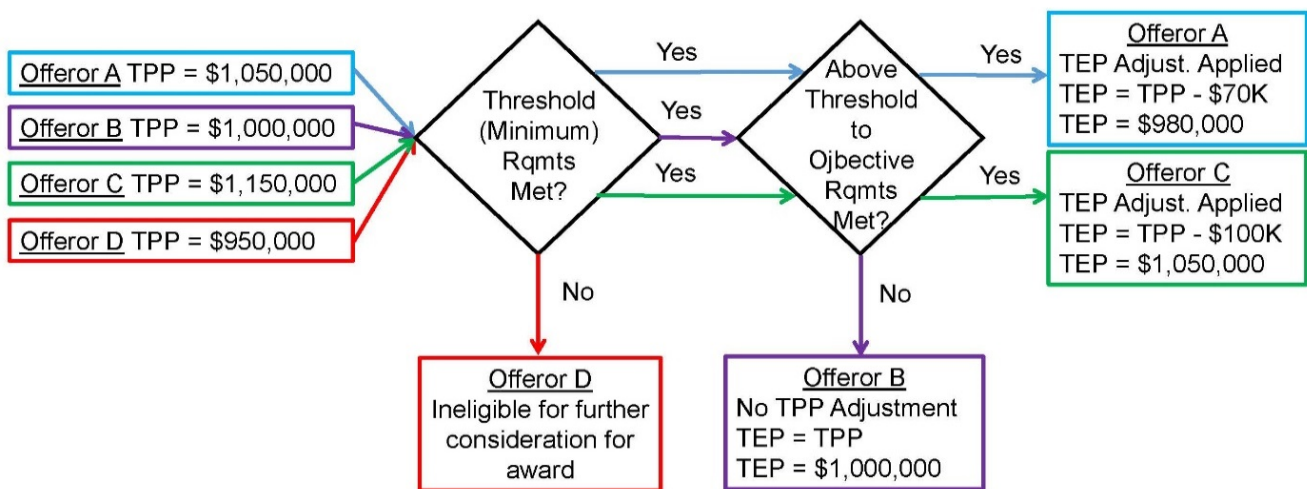 Offeror A TPP = $1,050,000
Offeror B TPP = $1,000,000
Offeror C TPP = $1,150,000
Offeror D TPP = $950,000
Threshold
(Minimum)
Rqmts
Met?
Yes
Yes
Yes
No
Above
Threshold
to
Ojbective
Rqmts
Met?
Yes
Yes
No
Offeror A
TEP Adjust. Applied
TEP = TPP - $70K
TEP = $980,000
Offeror C
TEP Adjust. Applied
TEP = TPP - $100K
TEP = $1,050,000
Offeror D
Ineligible for further
consideration for
award
Offeror B
No TPP Adjustment
TEP = TPP
TEP = $1,000,000